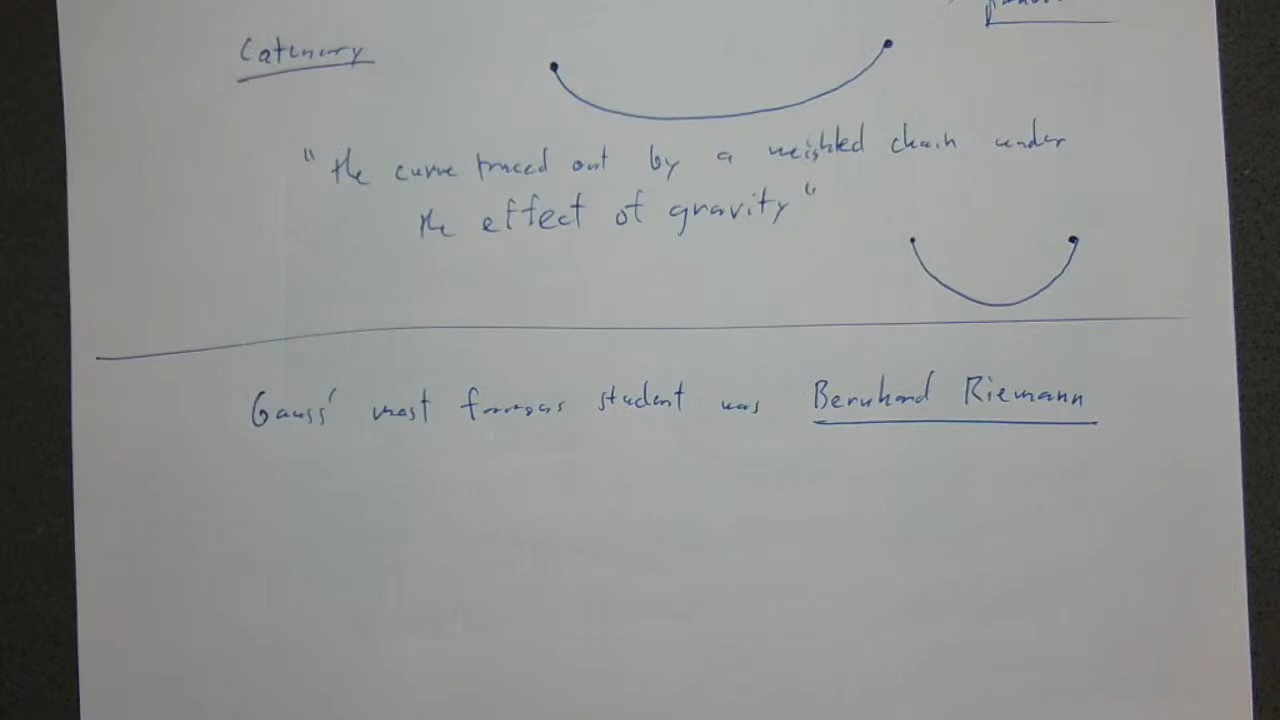 Catenary
"the curve traced out by a weighted chain under
the effect of gravity"
Gauss' most famous student was Bernhard Riemann